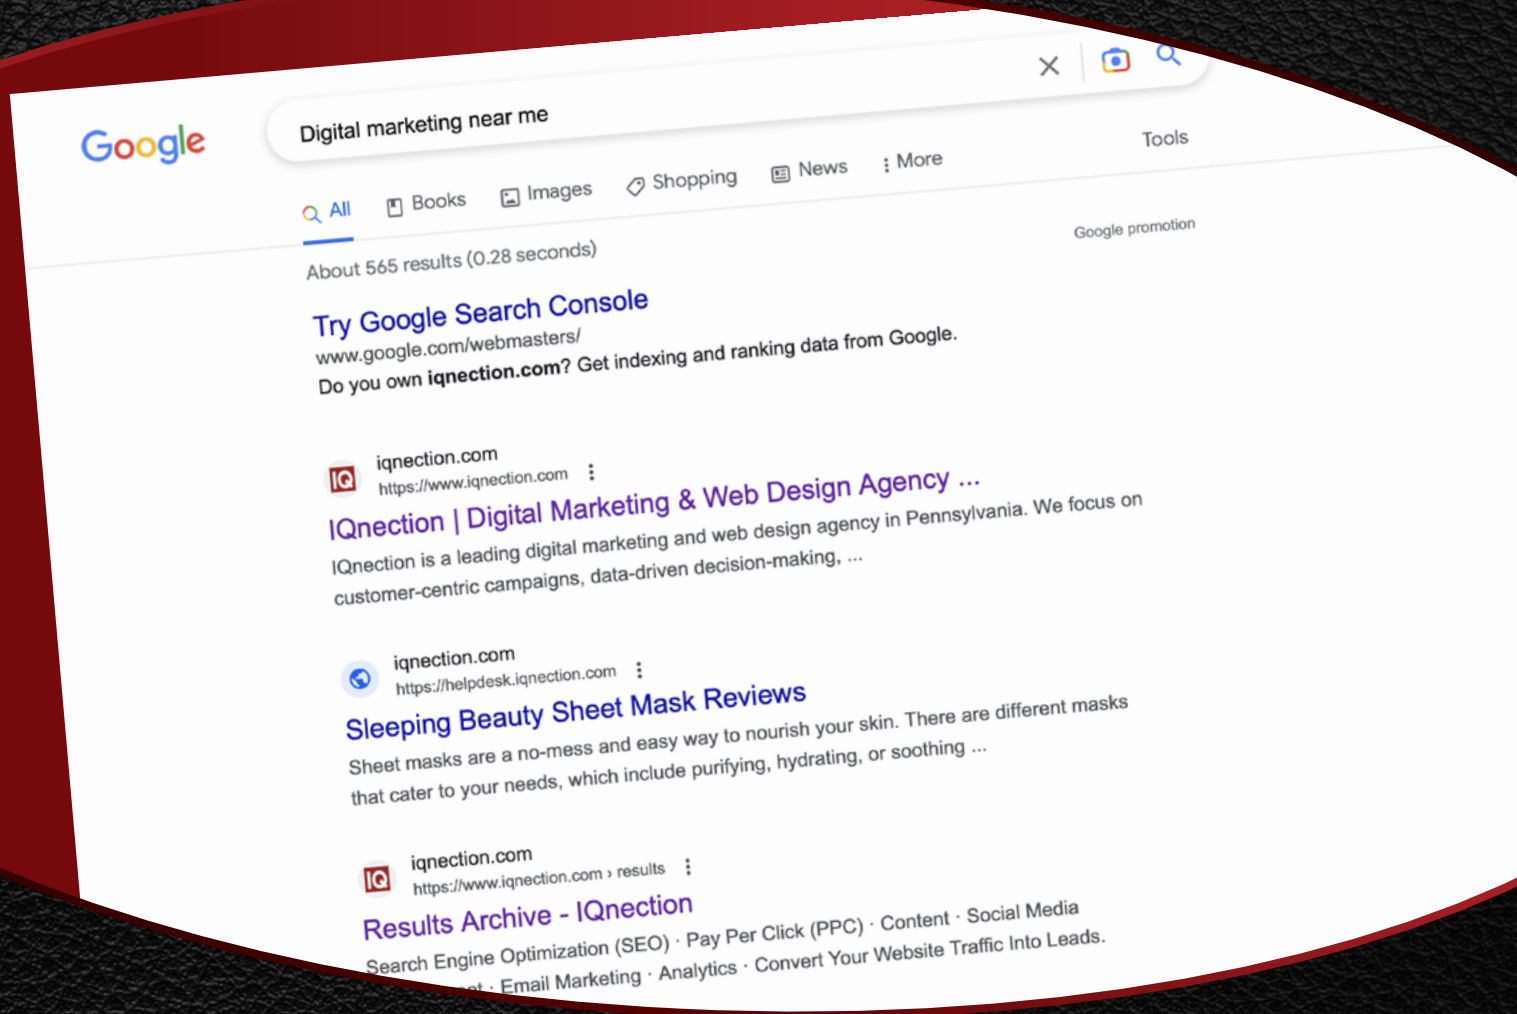 Google
Digital marketing near me
All
Books
Images
Shopping
News
More
Tools
About 565 results (0.28 seconds)
Google promotion
Try Google Search Console
www.google.com/webmasters/
Do you own iqnection.com? Get indexing and ranking data from Google.
IQ
iqnection.com
https://www.iqnection.com
IQnection | Digital Marketing & Web Design Agency ...
IQnection is a leading digital marketing and web design agency in Pennsylvania. We focus on
customer-centric campaigns, data-driven decision-making, ...
iqnection.com
https://helpdesk.iqnection.com
Sleeping Beauty Sheet Mask Reviews
Sheet masks are a no-mess and easy way to nourish your skin. There are different masks
that cater to your needs, which include purifying, hydrating, or soothing ...
IQ
iqnection.com
https://www.iqnection.com › results
Results Archive - IQnection
Search Engine Optimization (SEO) · Pay Per Click (PPC) · Content · Social Media
· Email Marketing · Analytics · Convert Your Website Traffic Into Leads.